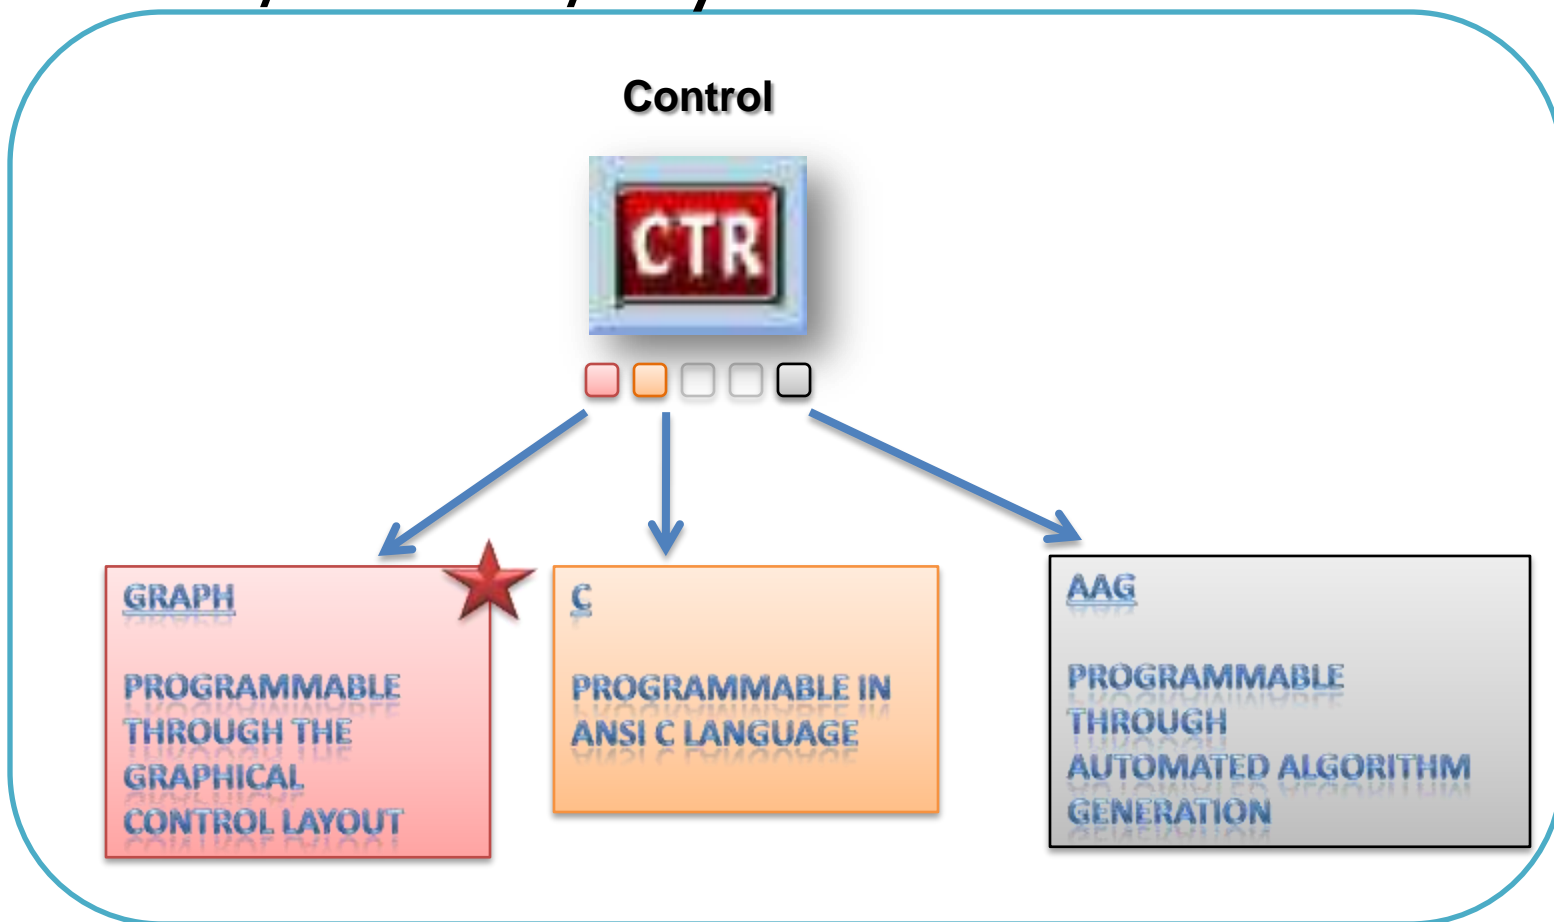 Control
CTR
GRAPH
PROGRAMMABLE
THROUGH THE
GRAPHICAL
CONTROL LAYOUT
C
PROGRAMMABLE IN
ANSI C LANGUAGE
AAG
PROGRAMMABLE
THROUGH
AUTOMATED ALGORITHM
GENERATION